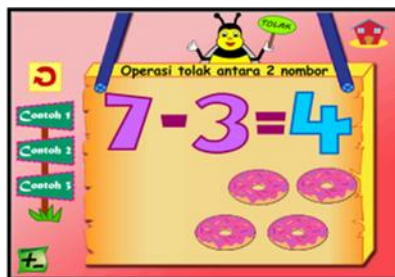 TOLAK
Operasi tolak antara 2 nombor
7-3=4
Contoh 1
Contoh 2
Contoh 3
+-